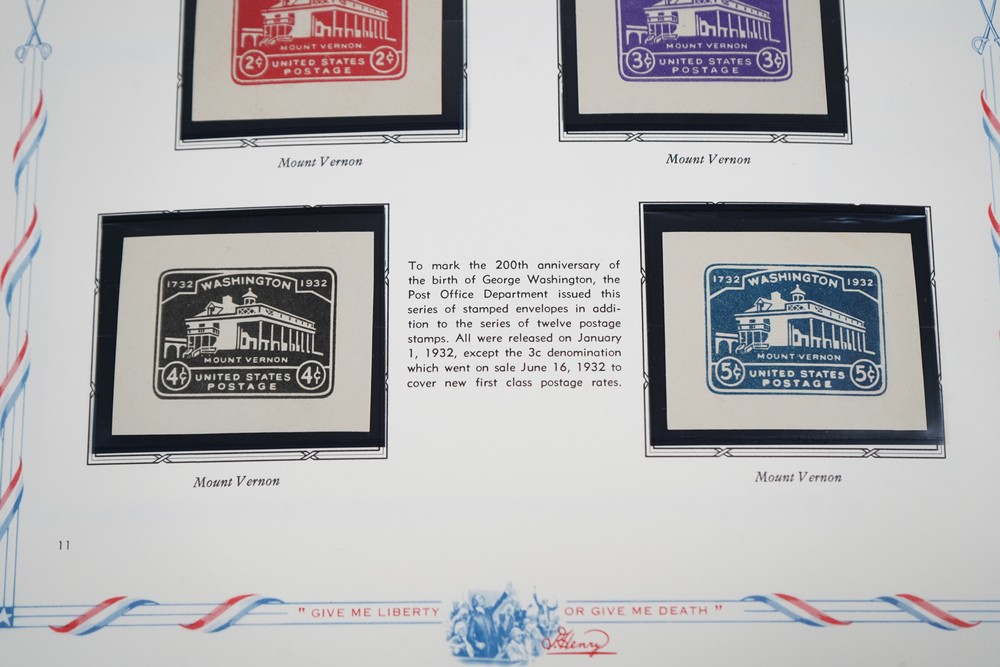 MOUNT VERNON
2¢ UNITED STATES 2¢
POSTAGE
Mount Vernon
MOUNT VERNON
3¢ UNITED STATES 3¢
POSTAGE
Mount Vernon
1732 WASHINGTON 1932
MOUNT VERNON
4¢ UNITED STATES 4¢
POSTAGE
Mount Vernon
To mark the 200th anniversary of
the birth of George Washington, the
Post Office Department issued this
series of stamped envelopes in addi-
tion to the series of twelve postage
stamps. All were released on January
1, 1932, except the 3c denomination
which went on sale June 16, 1932 to
cover new first class postage rates.
1732 WASHINGTON 1932
MOUNT VERNON
5¢ UNITED STATES 5¢
POSTAGE
Mount Vernon
11
"GIVE ME LIBERTY OR GIVE ME DEATH"
P. Henry